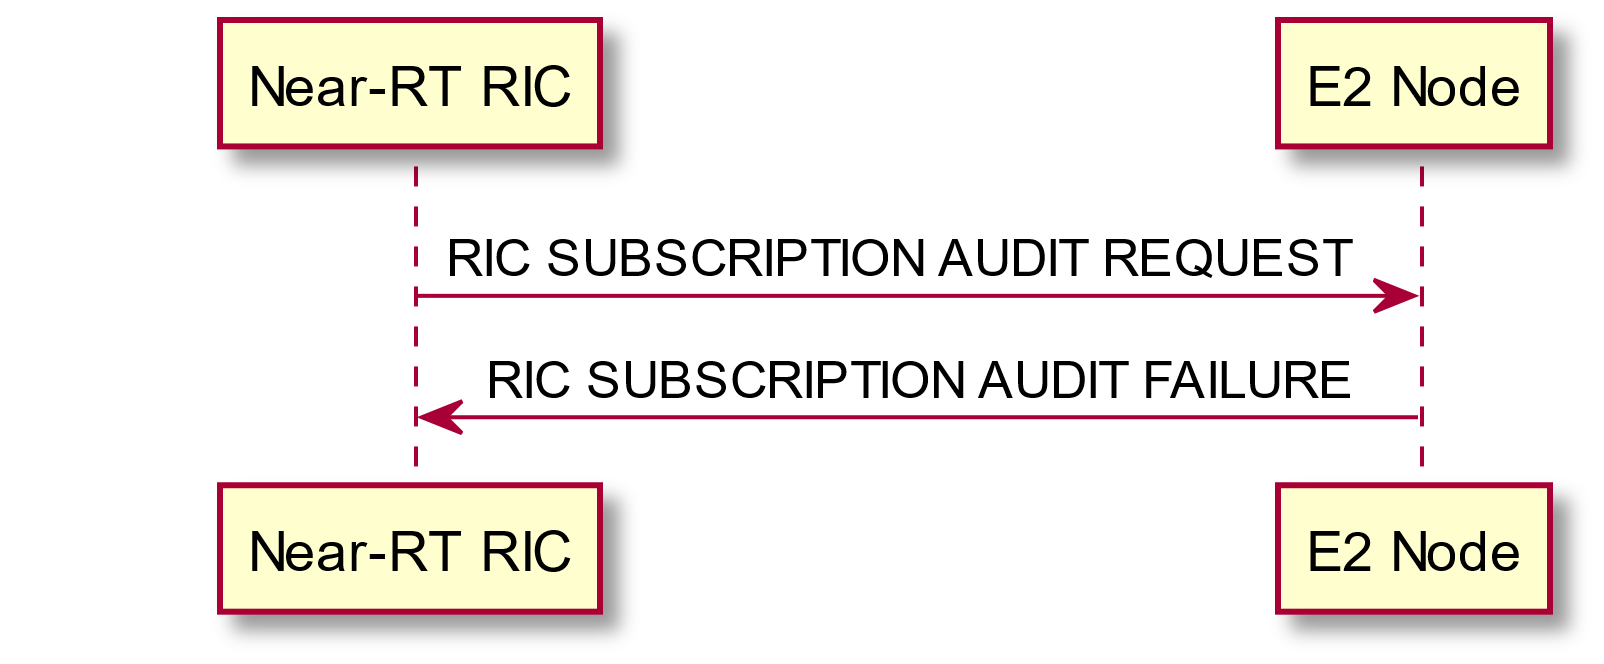 Near-RT RIC
E2 Node
RIC SUBSCRIPTION AUDIT REQUEST
RIC SUBSCRIPTION AUDIT FAILURE
Near-RT RIC
E2 Node